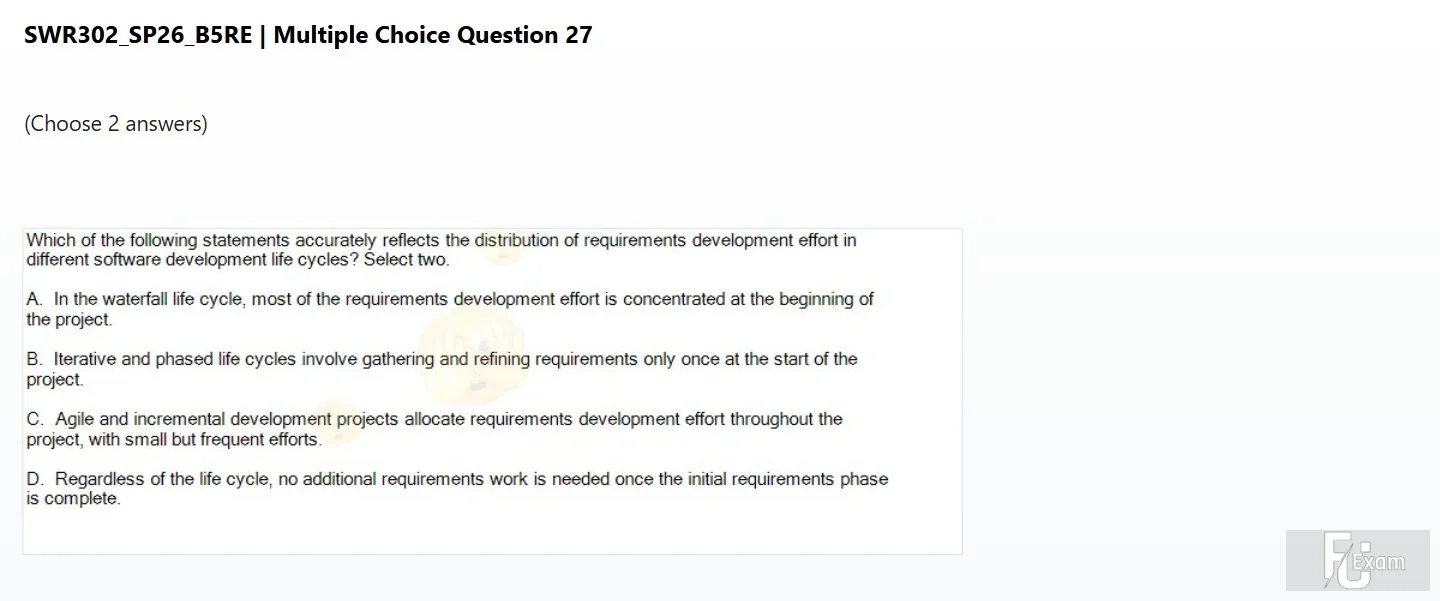 SWR302_SP26_B5RE | Multiple Choice Question 27
(Choose 2 answers)
Which of the following statements accurately reflects the distribution of requirements development effort in
different software development life cycles? Select two.
A. In the waterfall life cycle, most of the requirements development effort is concentrated at the beginning of
the project.
B. Iterative and phased life cycles involve gathering and refining requirements only once at the start of the
project.
C. Agile and incremental development projects allocate requirements development effort throughout the
project, with small but frequent efforts.
D. Regardless of the life cycle, no additional requirements work is needed once the initial requirements phase
is complete.
FU Exam